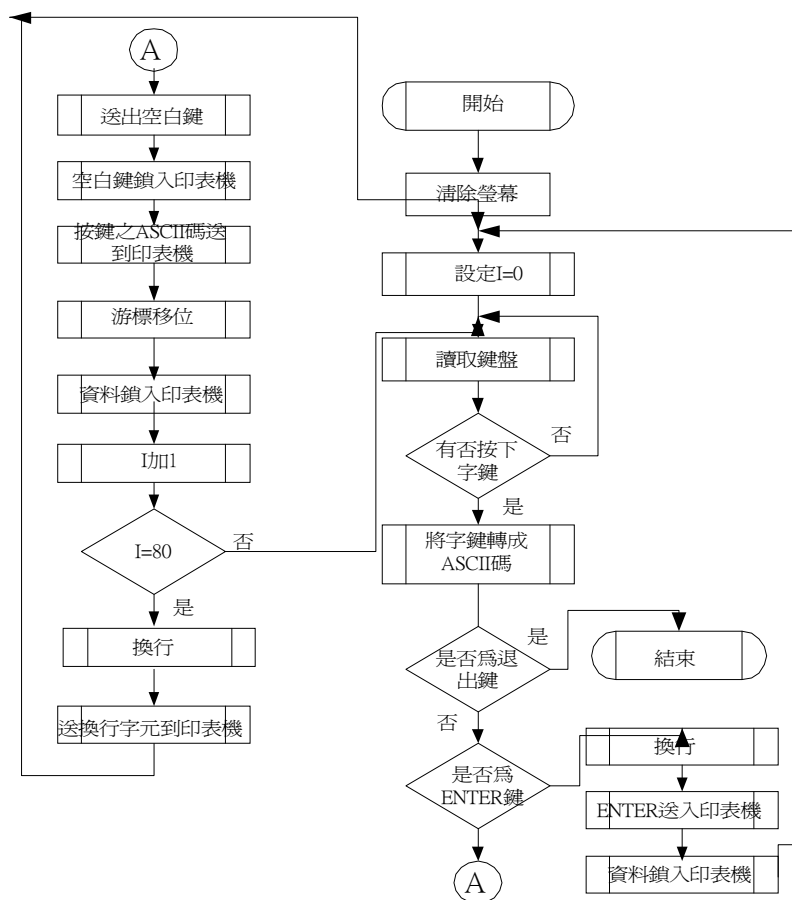 A
送出空白鍵
空白鍵鎖入印表機
按鍵之ASCII碼送
到印表機
游標移位
資料鎖入印表機
I加1
I=80
否
是
換行
送換行字元到印表機
開始
清除瑩幕
設定I=0
讀取鍵盤
有否按下
字鍵
否
是
將字鍵轉成
ASCII碼
是否為退
出鍵
是
結束
否
是否為
ENTER鍵
A
換行
ENTER送入印表機
資料鎖入印表機